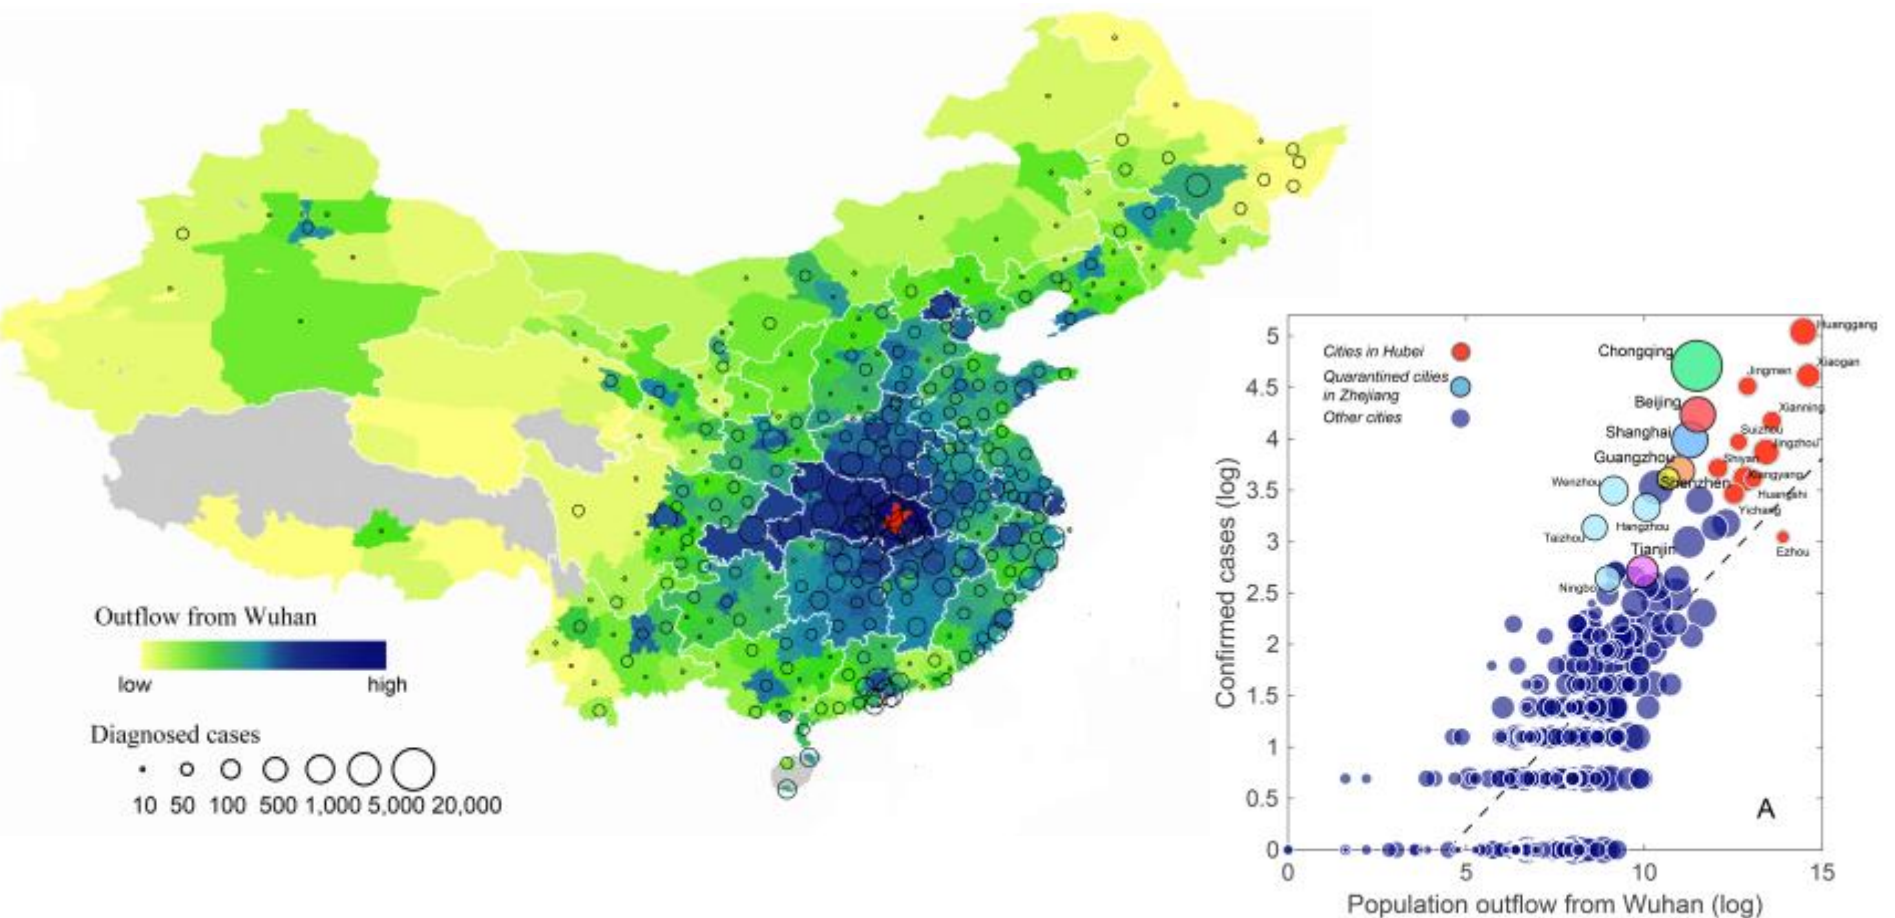 Outflow from Wuhan
low high
Diagnosed cases
10 50 100 500 1,000 5,000 20,000
Confirmed cases (log)
5
4.5
4
3.5
3
2.5
2
1.5
1
0.5
0
Cities in Hubei
Quarantined cities
in Zhejiang
Other cities
Huanggang
Chongqing
Xiaogan
Jingmen
Beijing
Xianning
Suizhou
Shanghai
Jingzhou
Guangzhou
Shiyan
Xiangyang
Wenzhou
Shenzhen
Huangshi
Yichang
Hangzhou
Taizhou
Tianjin
Ezhou
Ningbo
A
0 5 10 15
Population outflow from Wuhan (log)